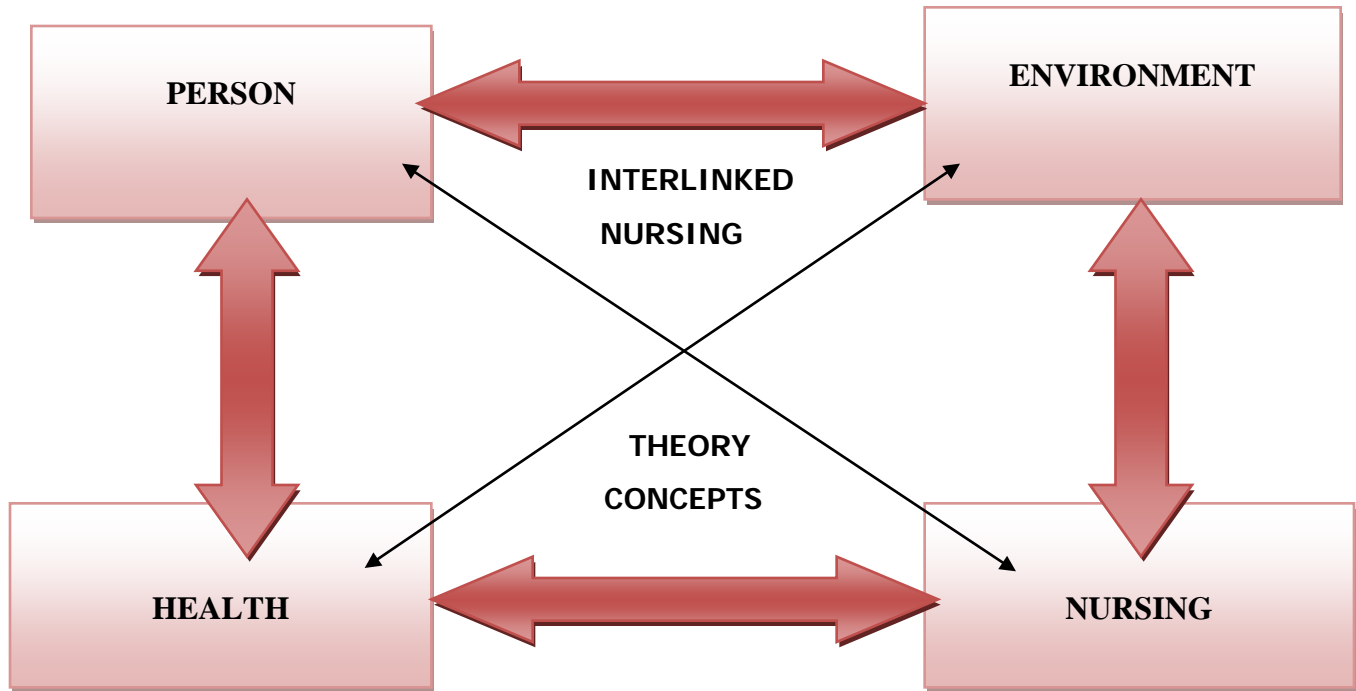 PERSON
ENVIRONMENT
INTERLINKED
NURSING
THEORY
CONCEPTS
HEALTH
NURSING